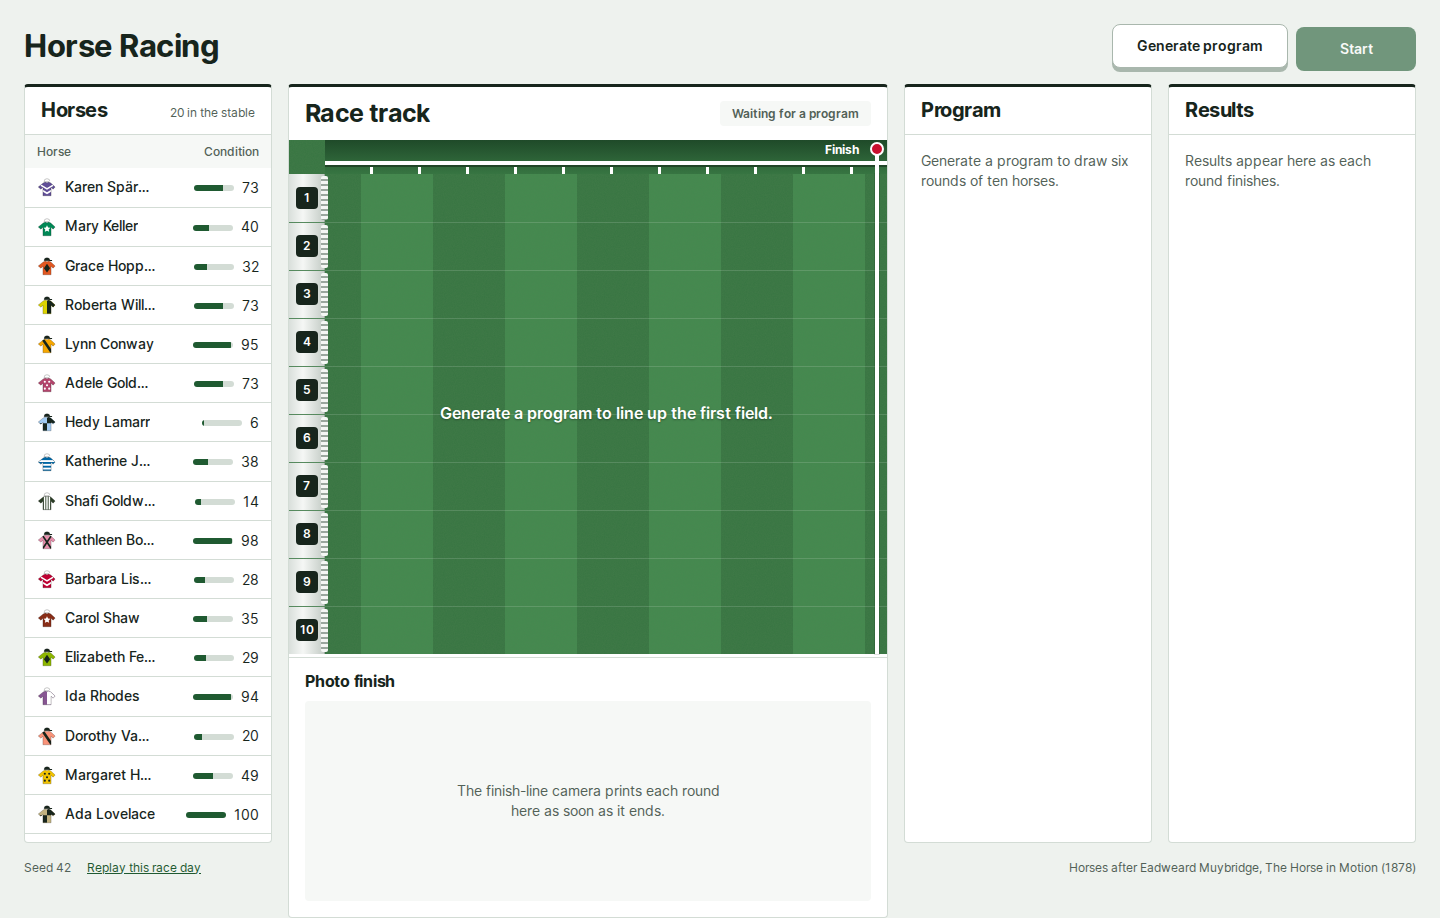 Horse Racing
Generate program
Start
Horses
20 in the stable
Horse
Condition
Karen Spär...
73
Mary Keller
40
Grace Hopp...
32
Roberta Will...
73
Lynn Conway
95
Adele Gold...
73
Hedy Lamarr
6
Katherine J...
38
Shafi Goldw...
14
Kathleen Bo...
98
Barbara Lis...
28
Carol Shaw
35
Elizabeth Fe...
29
Ida Rhodes
94
Dorothy Va...
20
Margaret H...
49
Ada Lovelace
100
Race track
Waiting for a program
Finish
1
2
3
4
5
6
7
8
9
10
Generate a program to line up the first field.
Photo finish
The finish-line camera prints each round
here as soon as it ends.
Program
Generate a program to draw six
rounds of ten horses.
Results
Results appear here as each
round finishes.
Seed 42
Replay this race day
Horses after Eadweard Muybridge, The Horse in Motion (1878)